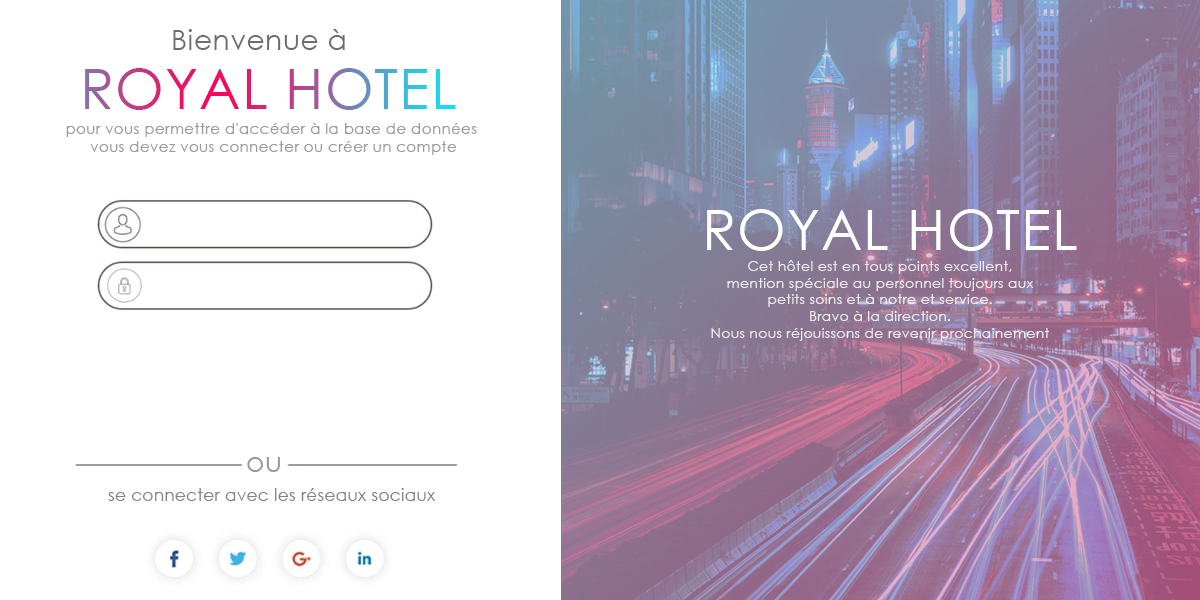 Bienvenue à
ROYAL HOTEL
pour vous permettre d'accéder à la base de données
vous devez vous connecter ou créer un compte
OU
se connecter avec les réseaux sociaux
f
G+
in
ROYAL HOTEL
Cet hôtel est en tous points excellent,
mention spéciale au personnel toujours aux
petits soins et à notre et service.
Bravo à la direction.
Nous nous réjouissons de revenir prochainement